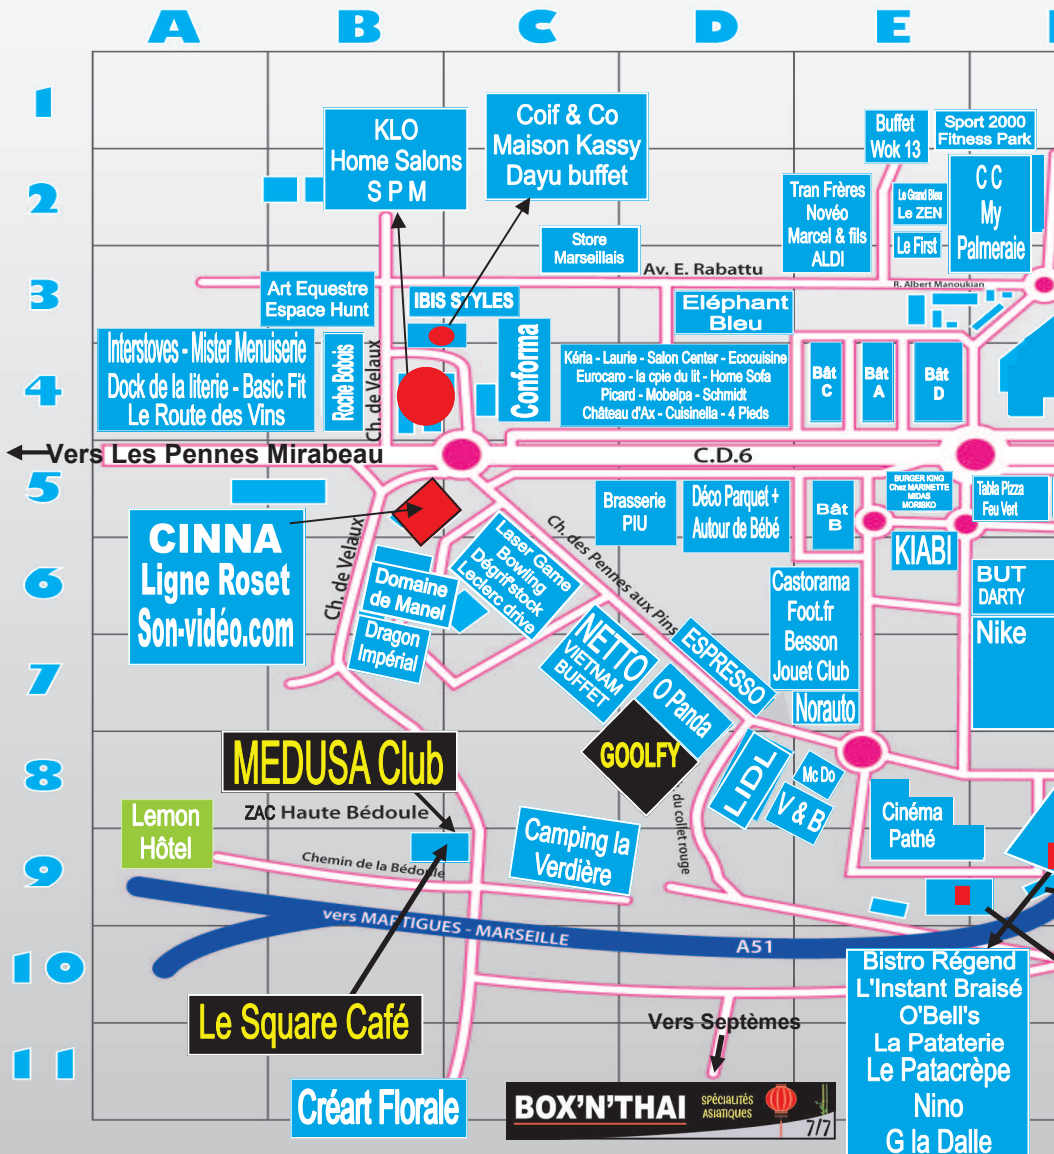 A B C D E
1
2
3
4
5
6
7
8
9
10
11
KLO
Home Salons
S P M
Coif & Co
Maison Kassy
Dayu buffet
Buffet
Wok 13
Sport 2000
Fitness Park
Tran Frères
Novéo
Marcel & fils
ALDI
Le Grand Bleu
Le ZEN
Le First
C C
My
Palmeraie
Store
Marseillais
Av. E. Rabattu
R. Albert Manoukian
Art Equestre
Espace Hunt
IBIS STYLES
Eléphant
Bleu
Interstoves - Mister Menuiserie
Dock de la literie - Basic Fit
Le Route des Vins
Roche Bobois
Ch. de Velaux
Conforma
Kéria - Laurie - Salon Center - Ecocuisine
Eurocaro - la cpie du lit - Home Sofa
Picard - Mobelpa - Schmidt
Château d'Ax - Cuisinella - 4 Pieds
Bât
C
Bât
A
Bât
D
Vers Les Pennes Mirabeau
C.D.6
Brasserie
PIU
Déco Parquet +
Autour de Bébé
Bât
B
BURGER KING
Chez MARINETTE
MIDAS
MORISKO
Tabla Pizza
Feu Vert
CINNA
Ligne Roset
Son-vidéo.com
Ch. de Velaux
Domaine
de Manel
Dragon
Impérial
Laser Game
Bowling
Dégrif'stock
Leclerc drive
Ch. des Pennes aux Pins
KIABI
Castorama
Foot.fr
Besson
Jouet Club
BUT
DARTY
Nike
NETTO
VIETNAM
BUFFET
ESPRESSO
O Panda
Norauto
GOOLFY
MEDUSA Club
LIDL
Mc Do
V & B
Cinéma
Pathé
ZAC Haute Bédoule
Lemon
Hôtel
Camping la
Verdière
du collet rouge
Chemin de la Bédoule
vers MARTIGUES - MARSEILLE
A51
Le Square Café
Vers Septèmes
Bistro Régend
L'Instant Braisé
O'Bell's
La Pataterie
Le Patacrèpe
Nino
G la Dalle
Créart Florale
BOX'N'THAI
SPÉCIALITÉS
ASIATIQUES
7/7